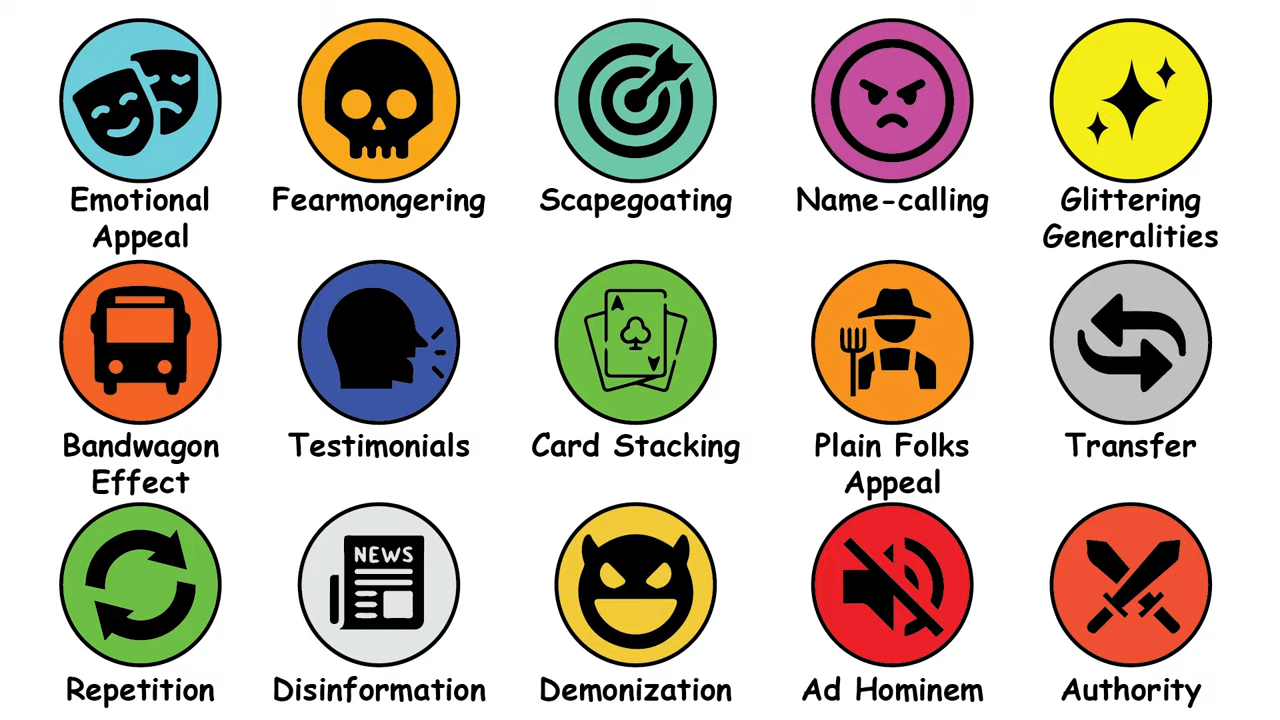 Emotional
Appeal
Fearmongering
Scapegoating
Name-calling
Glittering
Generalities
Bandwagon
Effect
Testimonials
A
Card Stacking
Plain Folks
Appeal
Transfer
Repetition
NEWS
Disinformation
Demonization
Ad Hominem
Authority